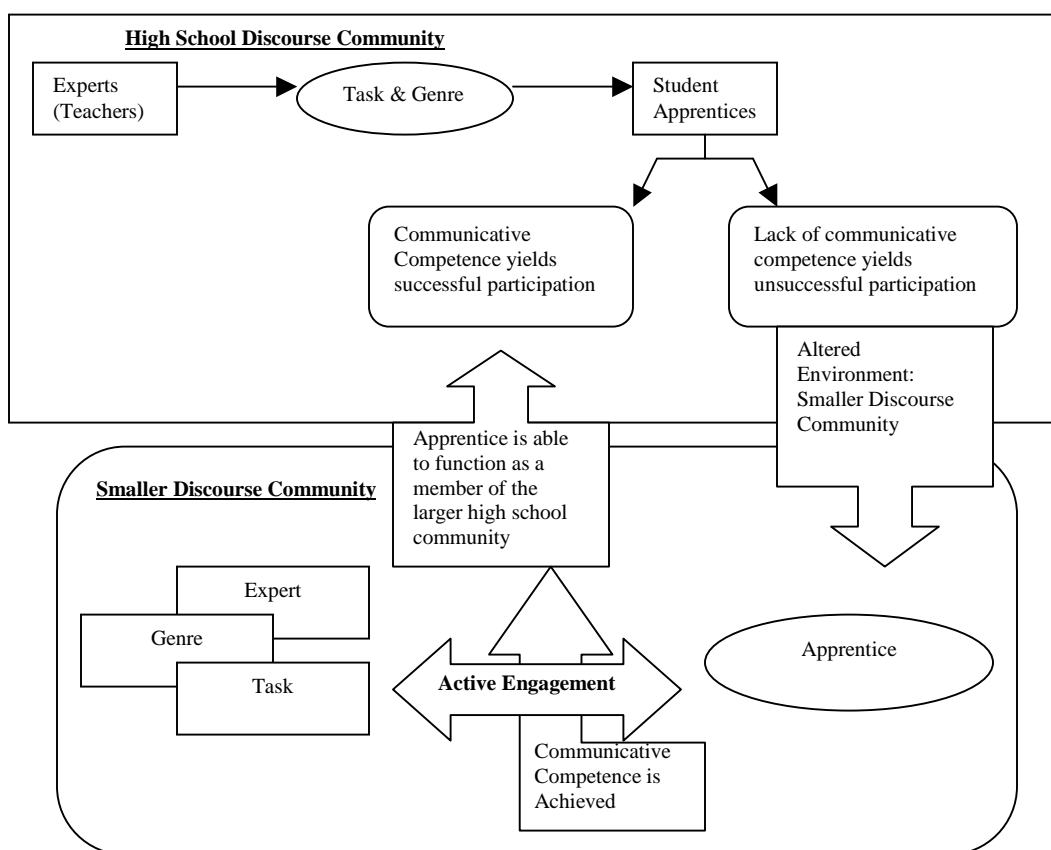 High School Discourse Community
Experts
(Teachers)
Task & Genre
Student
Apprentices
Communicative
Competence yields
successful participation
Lack of communicative
competence yields
unsuccessful participation
Altered
Environment:
Smaller Discourse
Community
Apprentice is able
to function as a
member of the
larger high school
community
Smaller Discourse Community
Expert
Genre
Task
Active Engagement
Apprentice
Communicative
Competence is
Achieved